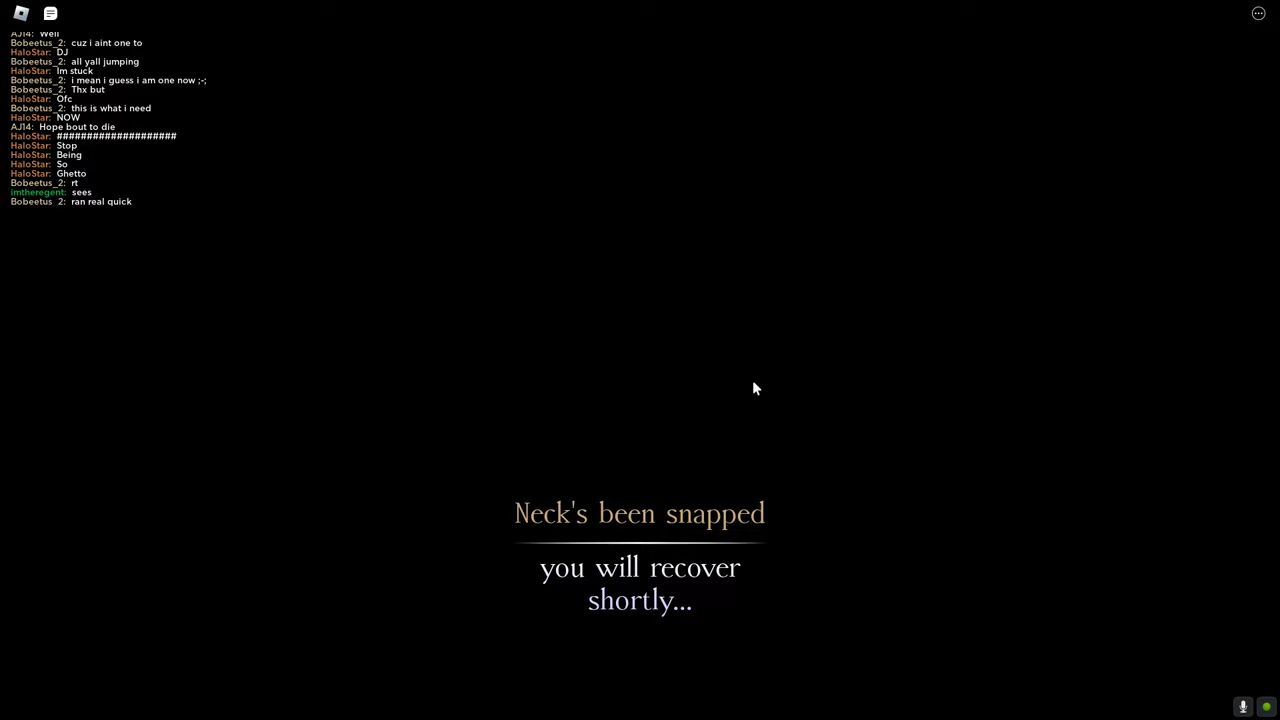 AJ14: Well
Bobeetus_2: cuz i aint one to
HaloStar: DJ
Bobeetus_2: all yall jumping
HaloStar: Im stuck
Bobeetus_2: i mean i guess i am one now ;-;
Bobeetus_2: Thx but
HaloStar: Ofc
Bobeetus_2: this is what i need
HaloStar: NOW
AJ14: Hope bout to die
HaloStar: ####################
HaloStar: Stop
HaloStar: Being
HaloStar: So
HaloStar: Ghetto
Bobeetus_2: rt
imtheregent: sees
Bobeetus_2: ran real quick
Neck's been snapped
you will recover
shortly...